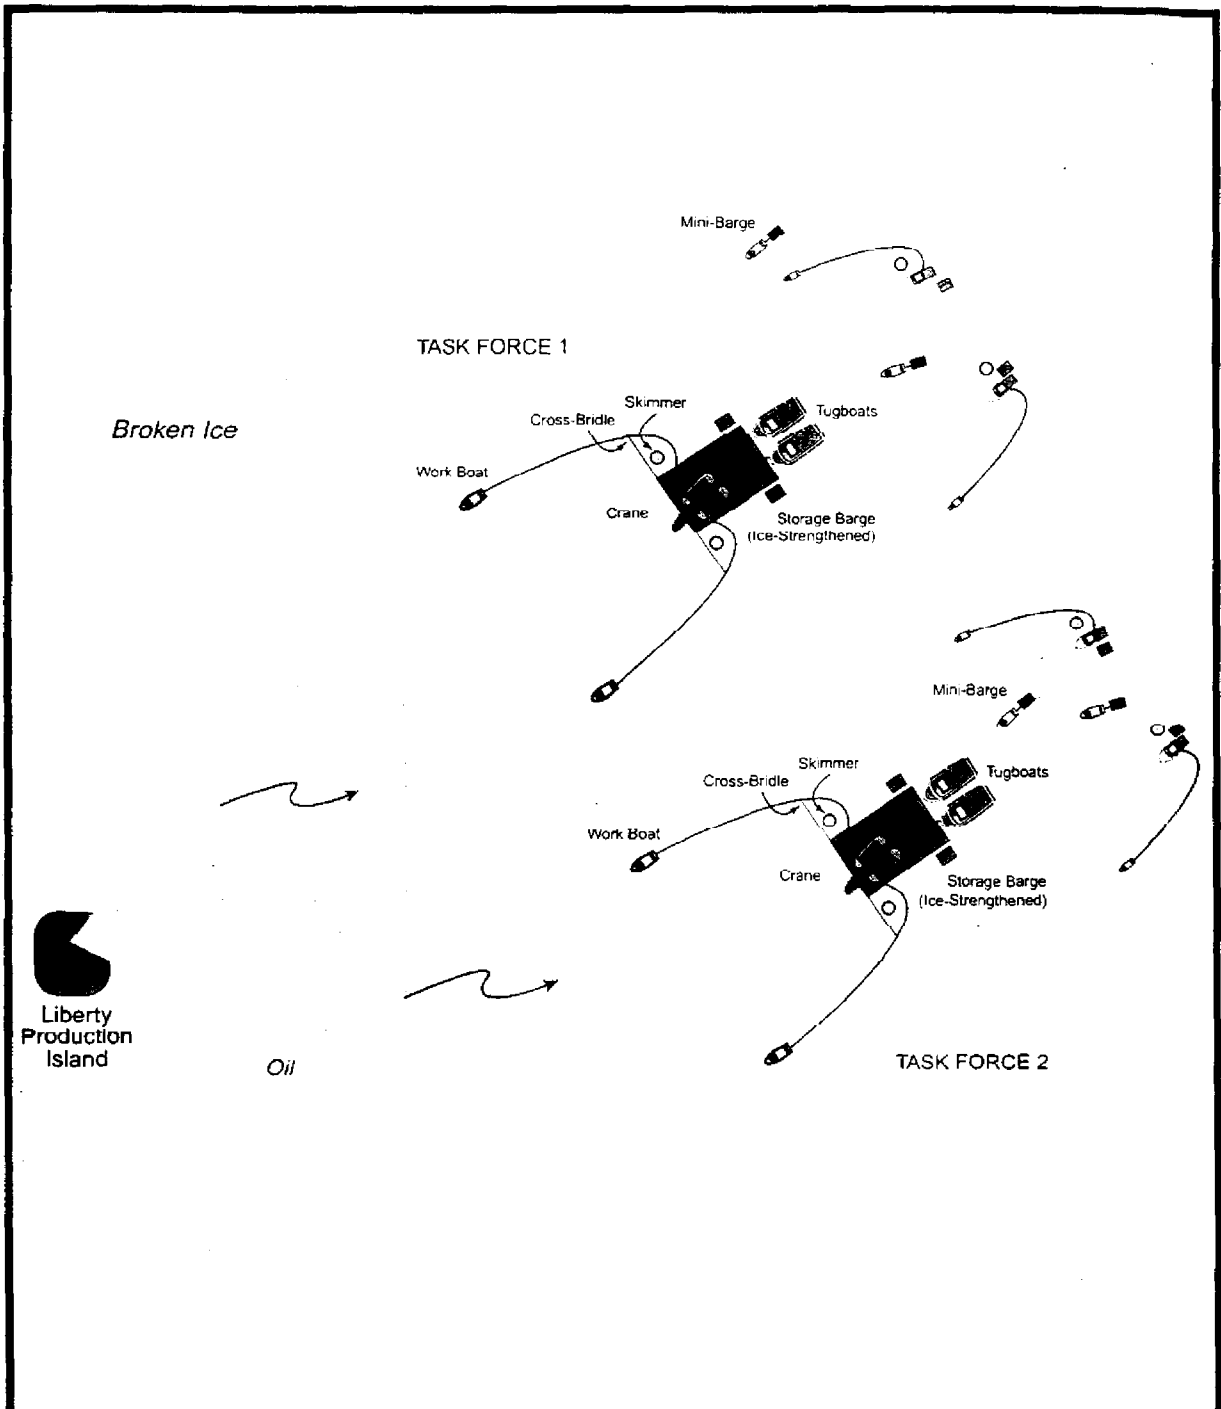 Mini-Barge
TASK FORCE 1
Broken Ice
Skimmer
Cross-Bridle
Tugboats
Work Boat
Crane
Storage Barge
(Ice-Strengthened)
Mini-Barge
Skimmer
Cross-Bridle
Tugboats
Work Boat
Crane
Storage Barge
(Ice-Strengthened)
Liberty
Production
Island
Oil
TASK FORCE 2